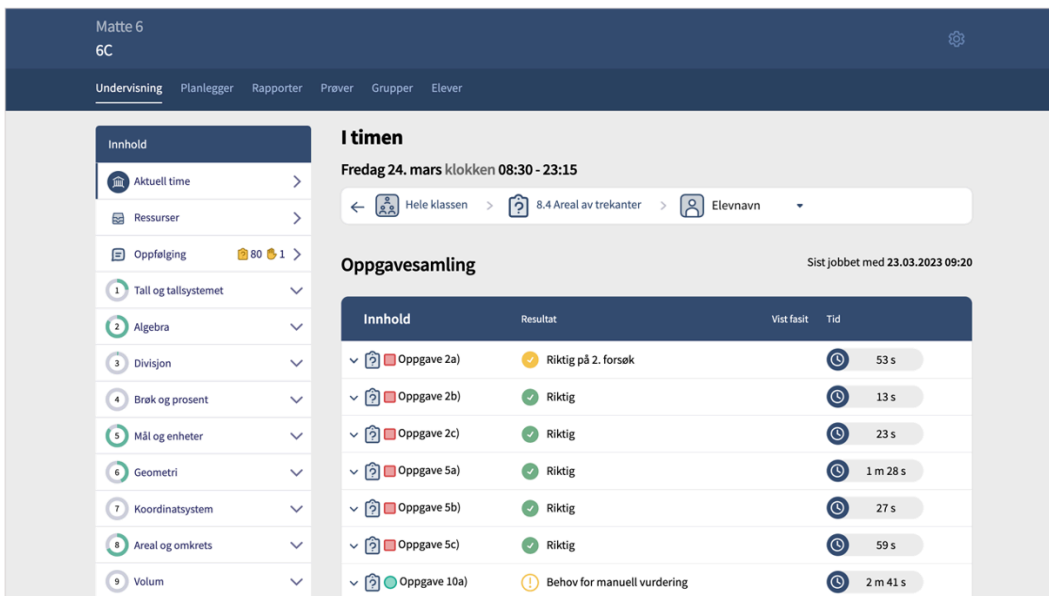 Matte 6
6C
Undervisning Planlegger Rapporter Prøver Grupper Elever
Innhold
Aktuell time
Ressurser
Oppfølging 80 1
1 Tall og tallsystemet
2 Algebra
3 Divisjon
4 Brøk og prosent
5 Mål og enheter
6 Geometri
7 Koordinatsystem
8 Areal og omkrets
9 Volum
I timen
Fredag 24. mars klokken 08:30 - 23:15
Hele klassen > 8.4 Areal av trekanter > Elevnavn
Oppgavesamling
Sist jobbet med 23.03.2023 09:20
Innhold Resultat Vist fasit Tid
Oppgave 2a) Riktig på 2. forsøk 53 s
Oppgave 2b) Riktig 13 s
Oppgave 2c) Riktig 23 s
Oppgave 5a) Riktig 1 m 28 s
Oppgave 5b) Riktig 27 s
Oppgave 5c) Riktig 59 s
Oppgave 10a) Behov for manuell vurdering 2 m 41 s